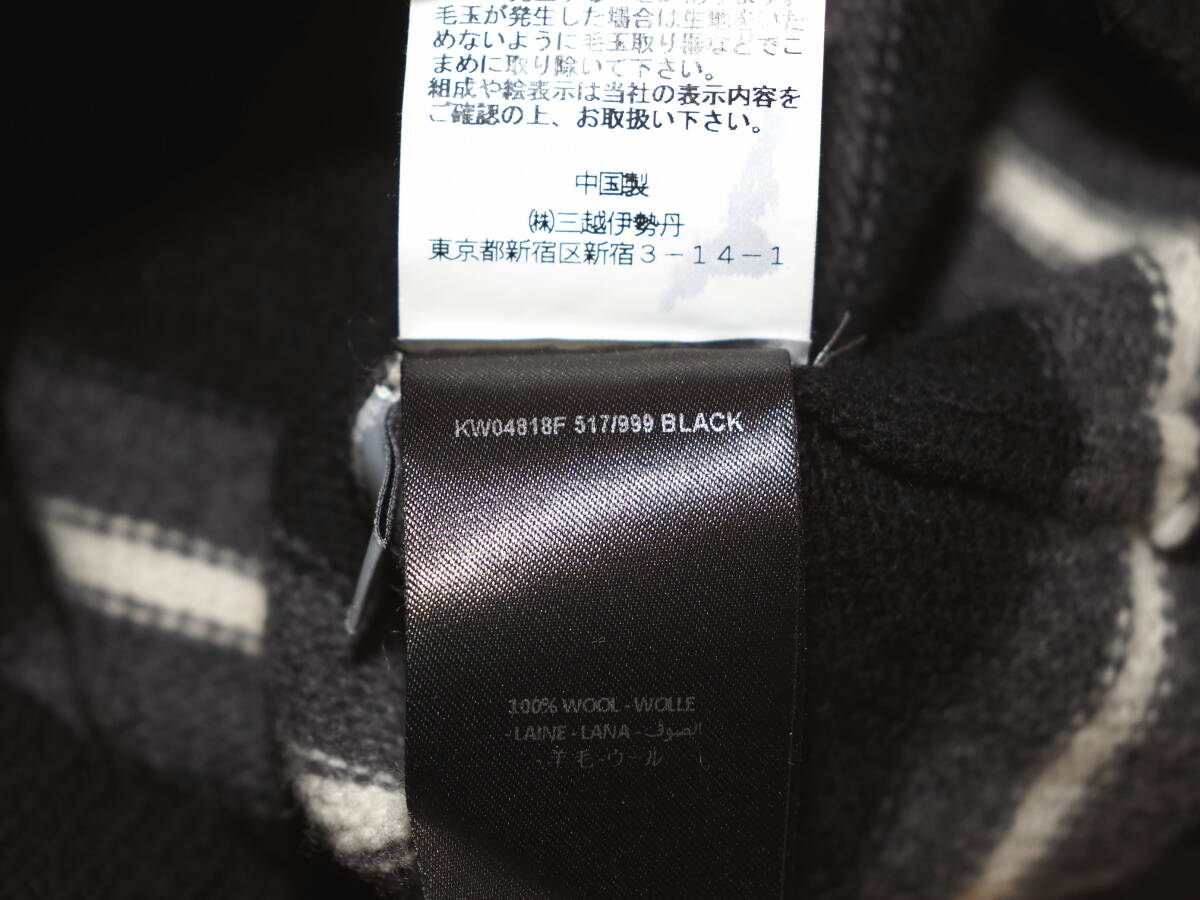 毛玉が発生した場合は生地をいた
めないように毛玉取り器などでこ
まめに取り除いて下さい。
組成や絵表示は当社の表示内容を
ご確認の上、お取扱い下さい。
中国製
㈱三越伊勢丹
東京都新宿区新宿3-14-1
KW04818F 517/999 BLACK
100% WOOL - WOLLE
- LAINE - LANA - الصوف
- 羊毛 - ウール